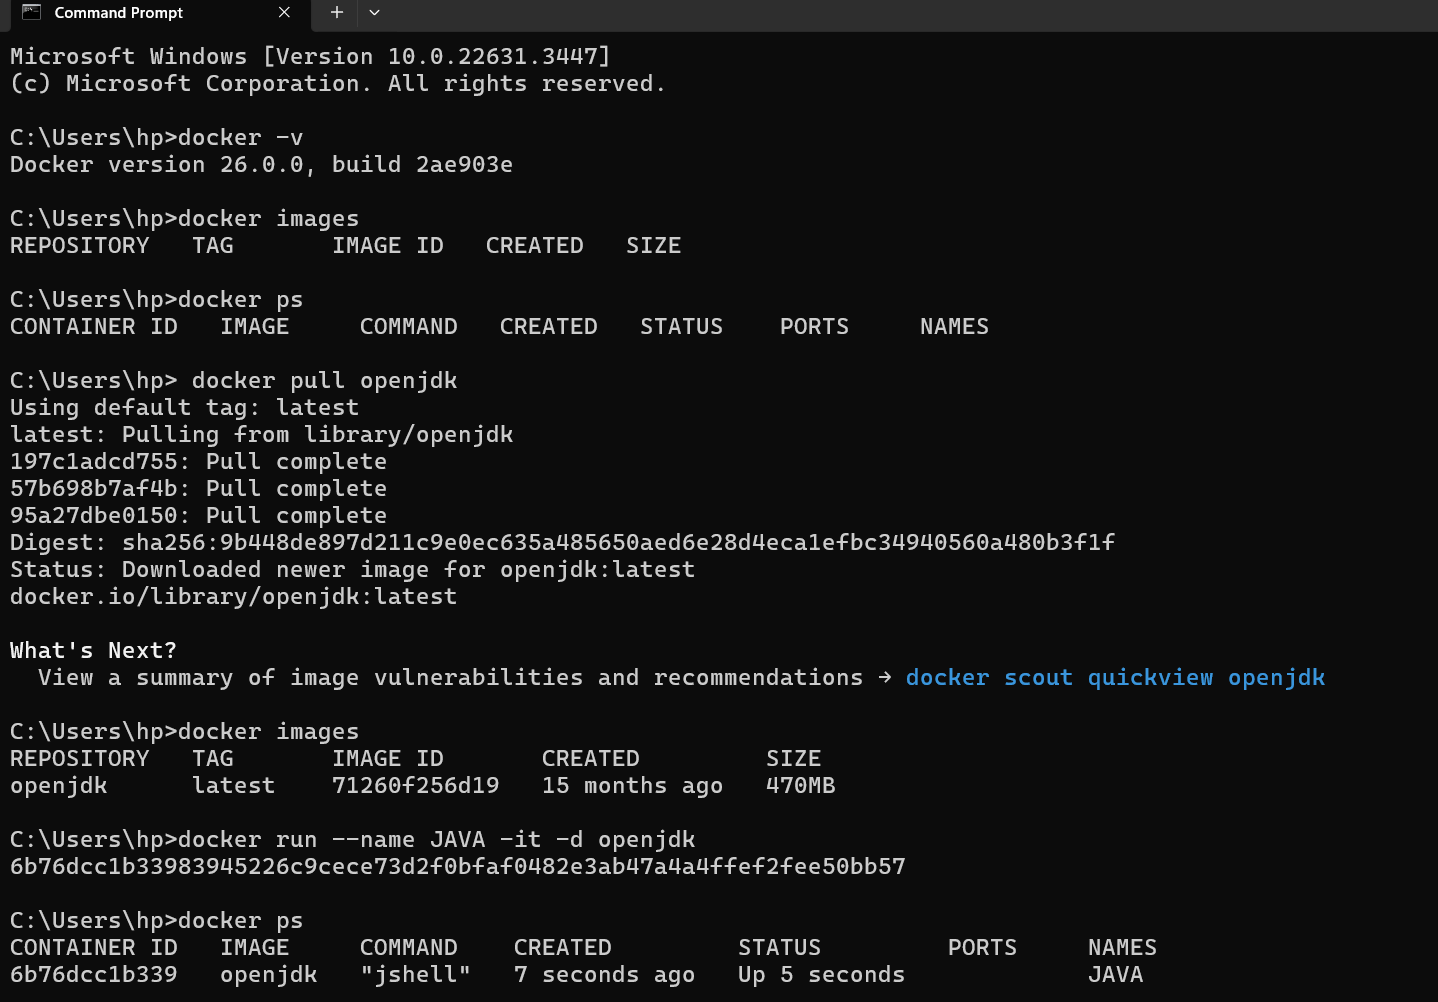 Command Prompt
Microsoft Windows [Version 10.0.22631.3447]
(c) Microsoft Corporation. All rights reserved.
C:\Users\hp>docker -v
Docker version 26.0.0, build 2ae903e
C:\Users\hp>docker images
REPOSITORY   TAG       IMAGE ID   CREATED   SIZE
C:\Users\hp>docker ps
CONTAINER ID   IMAGE     COMMAND   CREATED   STATUS    PORTS     NAMES
C:\Users\hp> docker pull openjdk
Using default tag: latest
latest: Pulling from library/openjdk
197c1adcd755: Pull complete
57b698b7af4b: Pull complete
95a27dbe0150: Pull complete
Digest: sha256:9b448de897d211c9e0ec635a485650aed6e28d4eca1efbc34940560a480b3f1f
Status: Downloaded newer image for openjdk:latest
docker.io/library/openjdk:latest
What's Next?
  View a summary of image vulnerabilities and recommendations → docker scout quickview openjdk
C:\Users\hp>docker images
REPOSITORY   TAG       IMAGE ID       CREATED         SIZE
openjdk      latest    71260f256d19   15 months ago   470MB
C:\Users\hp>docker run --name JAVA -it -d openjdk
6b76dcc1b33983945226c9cece73d2f0bfaf0482e3ab47a4a4ffef2fee50bb57
C:\Users\hp>docker ps
CONTAINER ID   IMAGE     COMMAND    CREATED         STATUS         PORTS     NAMES
6b76dcc1b339   openjdk   "jshell"   7 seconds ago   Up 5 seconds             JAVA